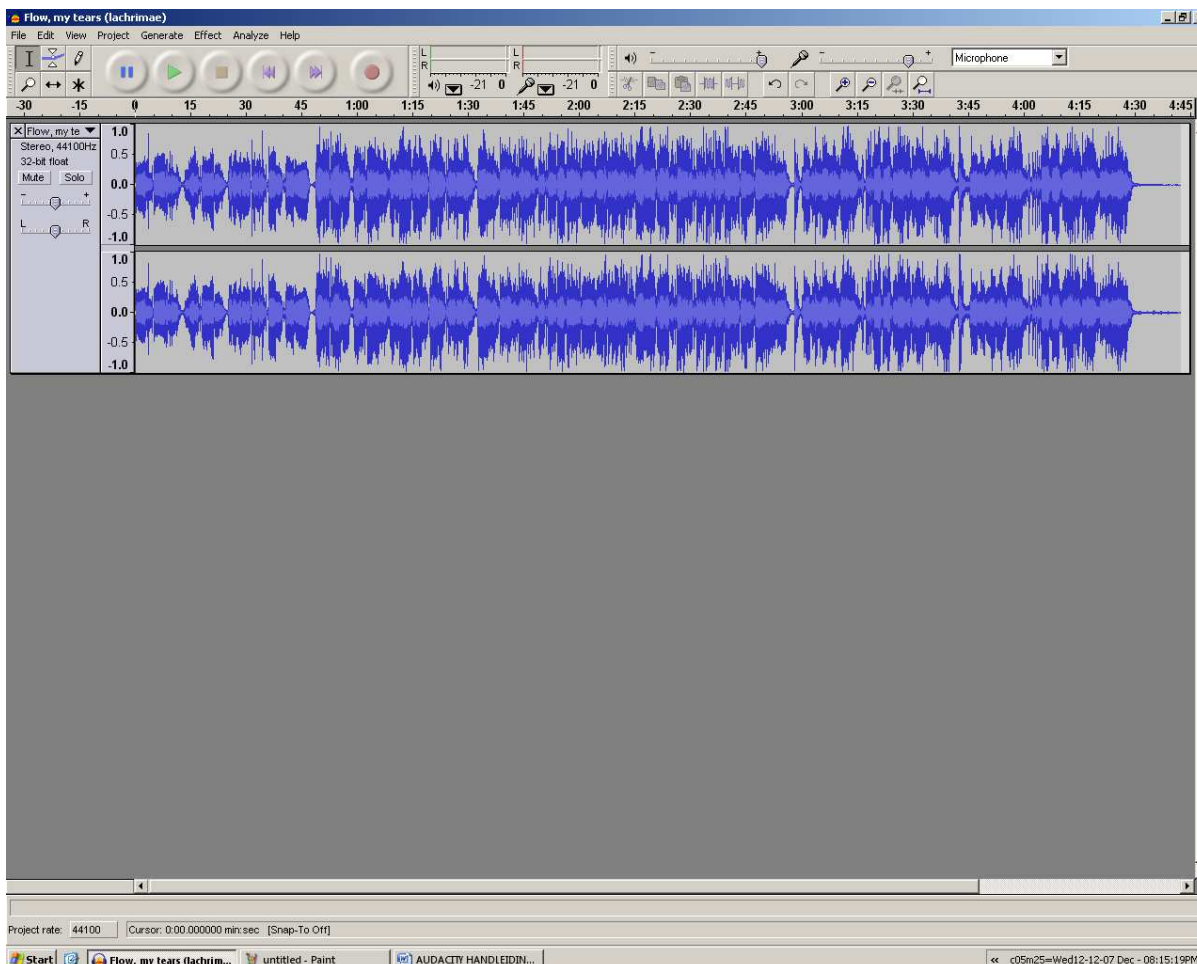 Flow, my tears (lachrimae)
File Edit View Project Generate Effect Analyze Help
L
R
L
R
-21 0
-21 0
- +
- +
Microphone
-30 -15 0 15 30 45 1:00 1:15 1:30 1:45 2:00 2:15 2:30 2:45 3:00 3:15 3:30 3:45 4:00 4:15 4:30 4:45
Flow, my te
Stereo, 44100Hz
32-bit float
Mute Solo
- +
L R
1.0
0.5
0.0
-0.5
-1.0
1.0
0.5
0.0
-0.5
-1.0
Project rate: 44100 Cursor: 0:00.000000 min:sec [Snap-To Off]
Start Flow, my tears (lachrim... untitled - Paint AUDACITY HANDLEIDIN... « c05m25=Wed12-12-07 Dec - 08:15:19PM